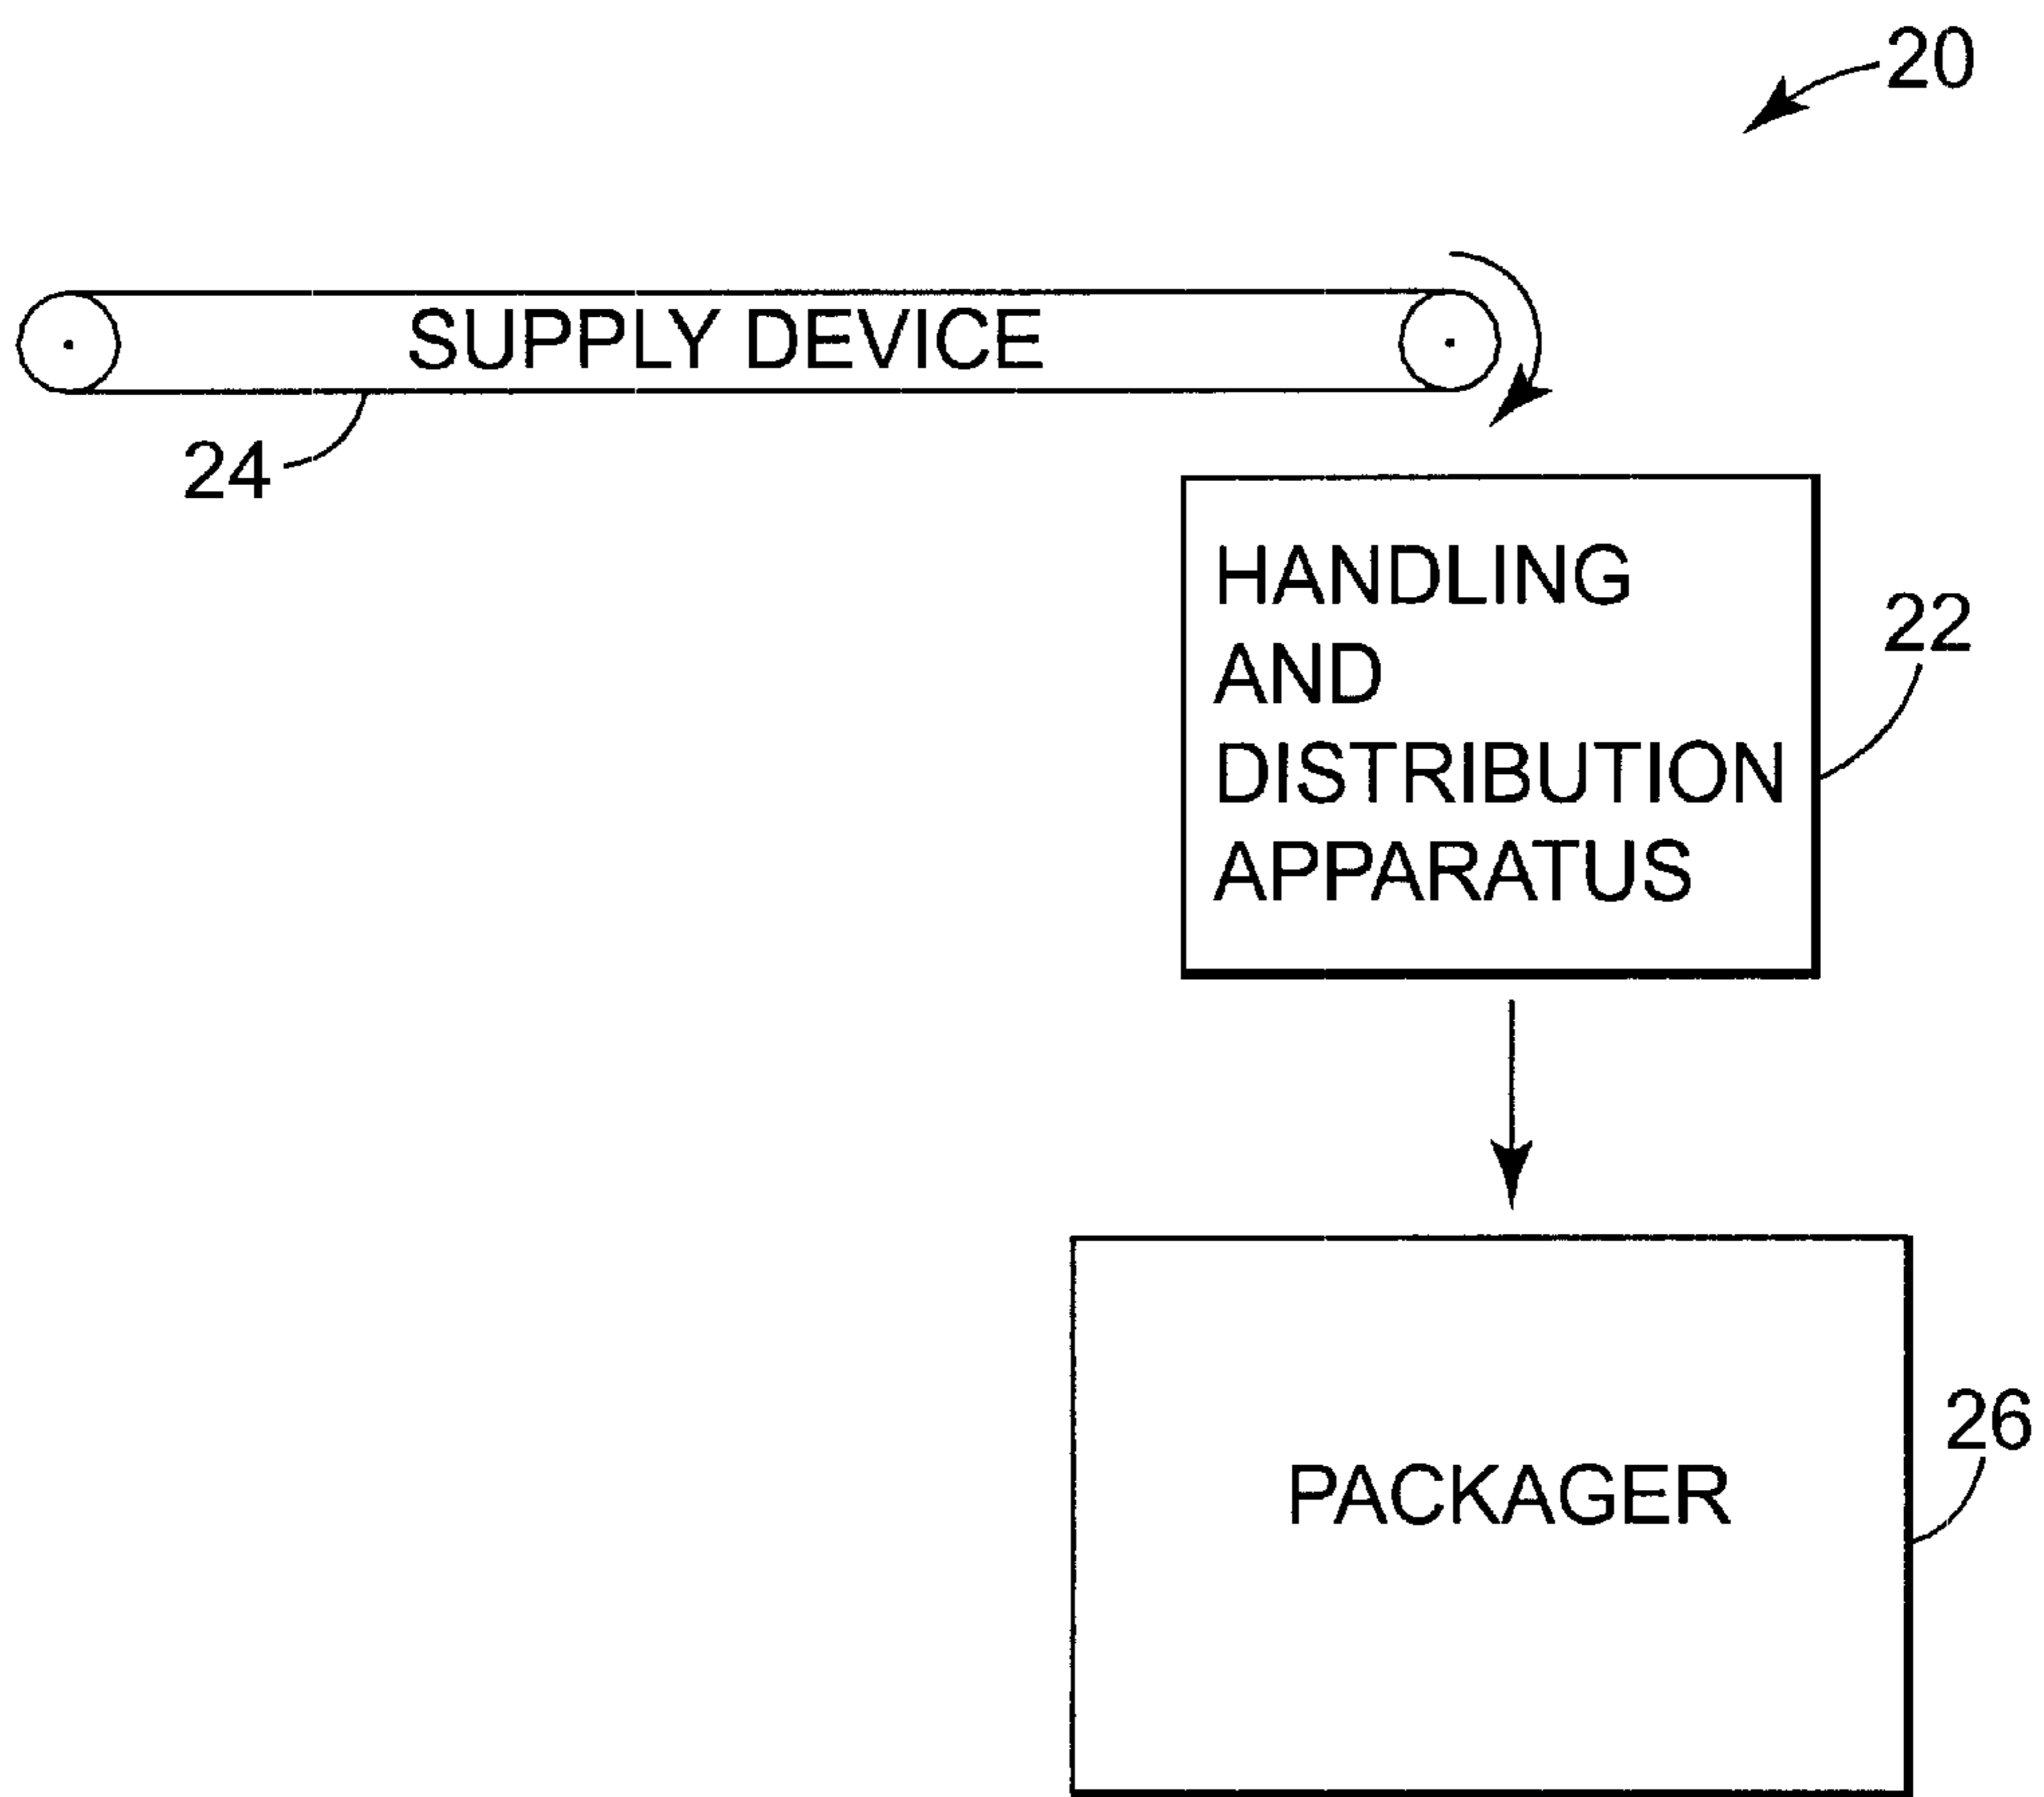 20
SUPPLY DEVICE
24
HANDLING
AND
DISTRIBUTION
APPARATUS
22
PACKAGER
26